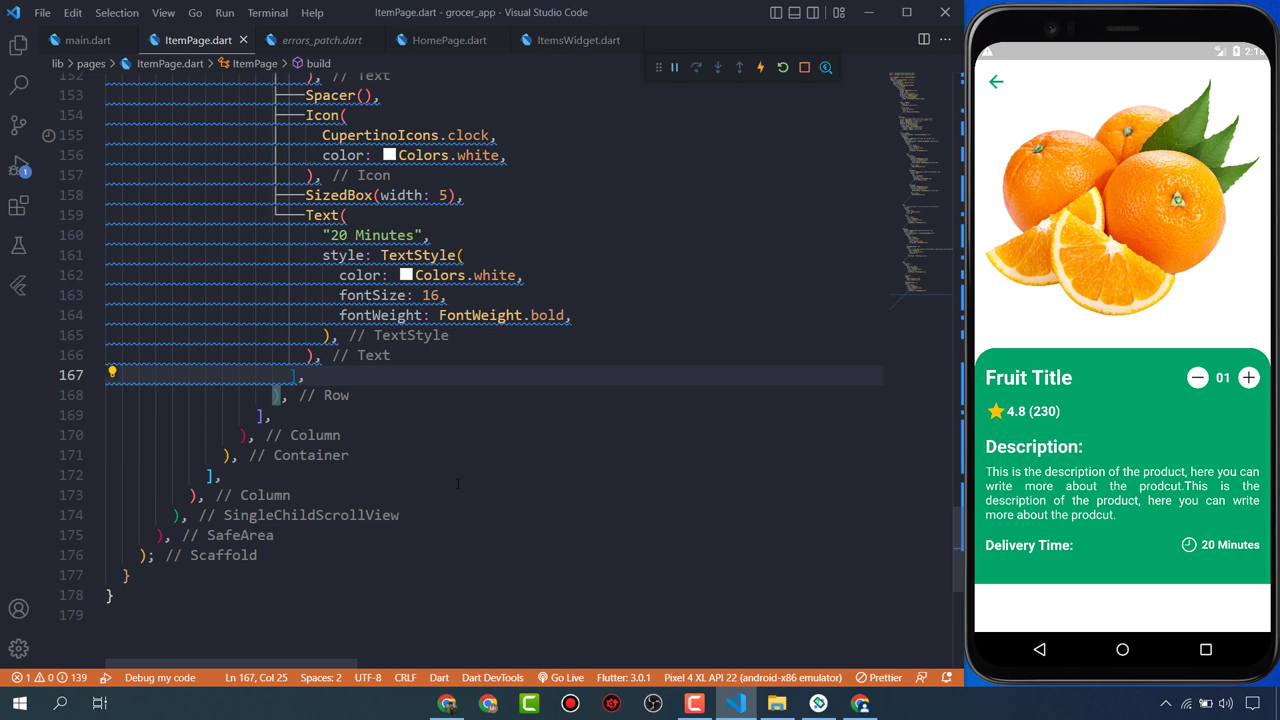 File Edit Selection View Go Run Terminal Help ItemPage.dart - grocer_app - Visual Studio Code
main.dart ItemPage.dart errors_patch.dart HomePage.dart ItemsWidget.dart
lib > pages > ItemPage.dart > ItemPage > build
152 ), // Text
153 Spacer(),
154 Icon(
155 CupertinoIcons.clock,
156 color: Colors.white,
157 ), // Icon
158 SizedBox(width: 5),
159 Text(
160 "20 Minutes",
161 style: TextStyle(
162 color: Colors.white,
163 fontSize: 16,
164 fontWeight: FontWeight.bold,
165 ), // TextStyle
166 ), // Text
167 ],
168 ), // Row
169 ],
170 ), // Column
171 ), // Container
172 ],
173 ), // Column
174 ), // SingleChildScrollView
175 ), // SafeArea
176 ); // Scaffold
177 }
178 }
179
1 0 139 Debug my code Ln 167, Col 25 Spaces: 2 UTF-8 CRLF Dart Dart DevTools Go Live Flutter: 3.0.1 Pixel 4 XL API 22 (android-x86 emulator) Prettier
Fruit Title 01
4.8 (230)
Description:
This is the description of the product, here you can
write more about the prodcut.This is the
description of the product, here you can write
more about the prodcut.
Delivery Time: 20 Minutes